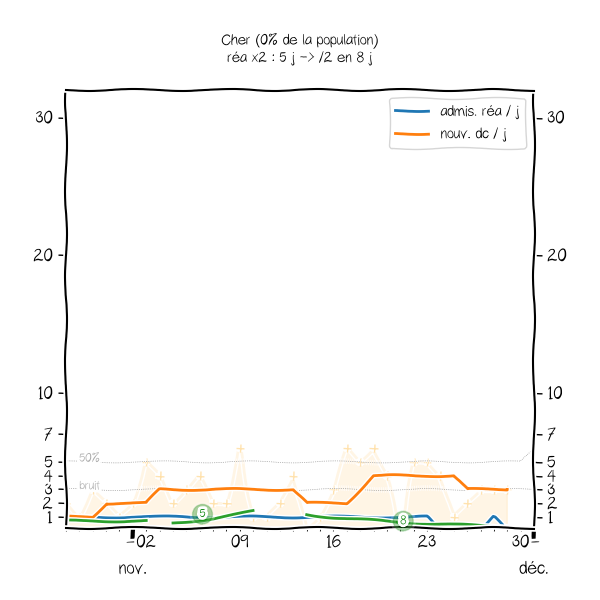 Cher (0% de la population)
réa x2 : 5 j -> /2 en 8 j
admis. réa / j
nouv. dc / j
30 30
20 20
10 10
7 7
5 50% 5
4 4
3 bruit 3
2 2
1 1
5
8
02 09 16 23 30
nov. déc.